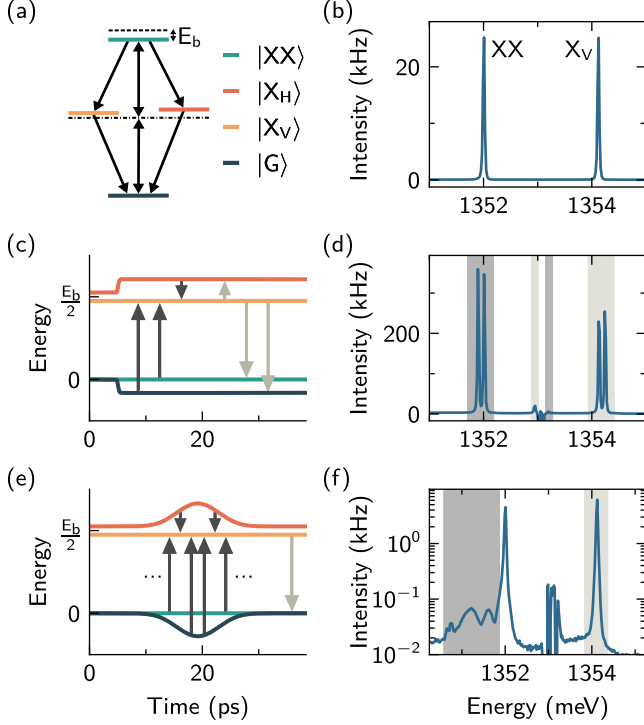 (a)
E_b
|XX⟩
|X_H⟩
|X_V⟩
|G⟩
(b)
Intensity (kHz)
20
0
XX
X_V
1352
1354
(c)
Energy
E_b
2
0
0
20
(d)
Intensity (kHz)
200
0
1352
1354
(e)
Energy
E_b
2
0
...
...
0
20
Time (ps)
(f)
Intensity (kHz)
10⁰
10⁻¹
10⁻²
1352
1354
Energy (meV)